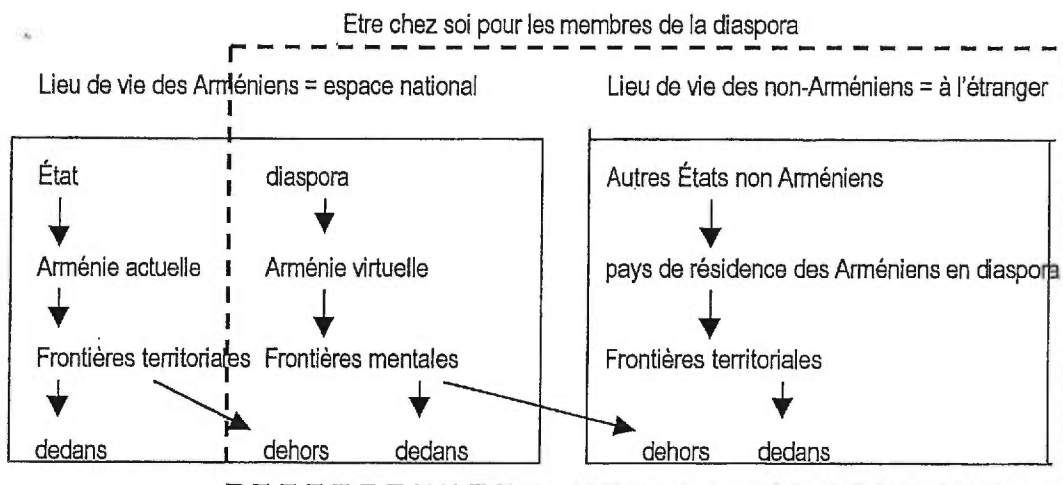 Etre chez soi pour les membres de la diaspora
Lieu de vie des Arméniens = espace national
Lieu de vie des non-Arméniens = à l'étranger
État
diaspora
Autres États non Arméniens
Arménie actuelle
Arménie virtuelle
pays de résidence des Arméniens en diaspora
Frontières territoriales
Frontières mentales
Frontières territoriales
dedans
dehors
dedans
dehors
dedans